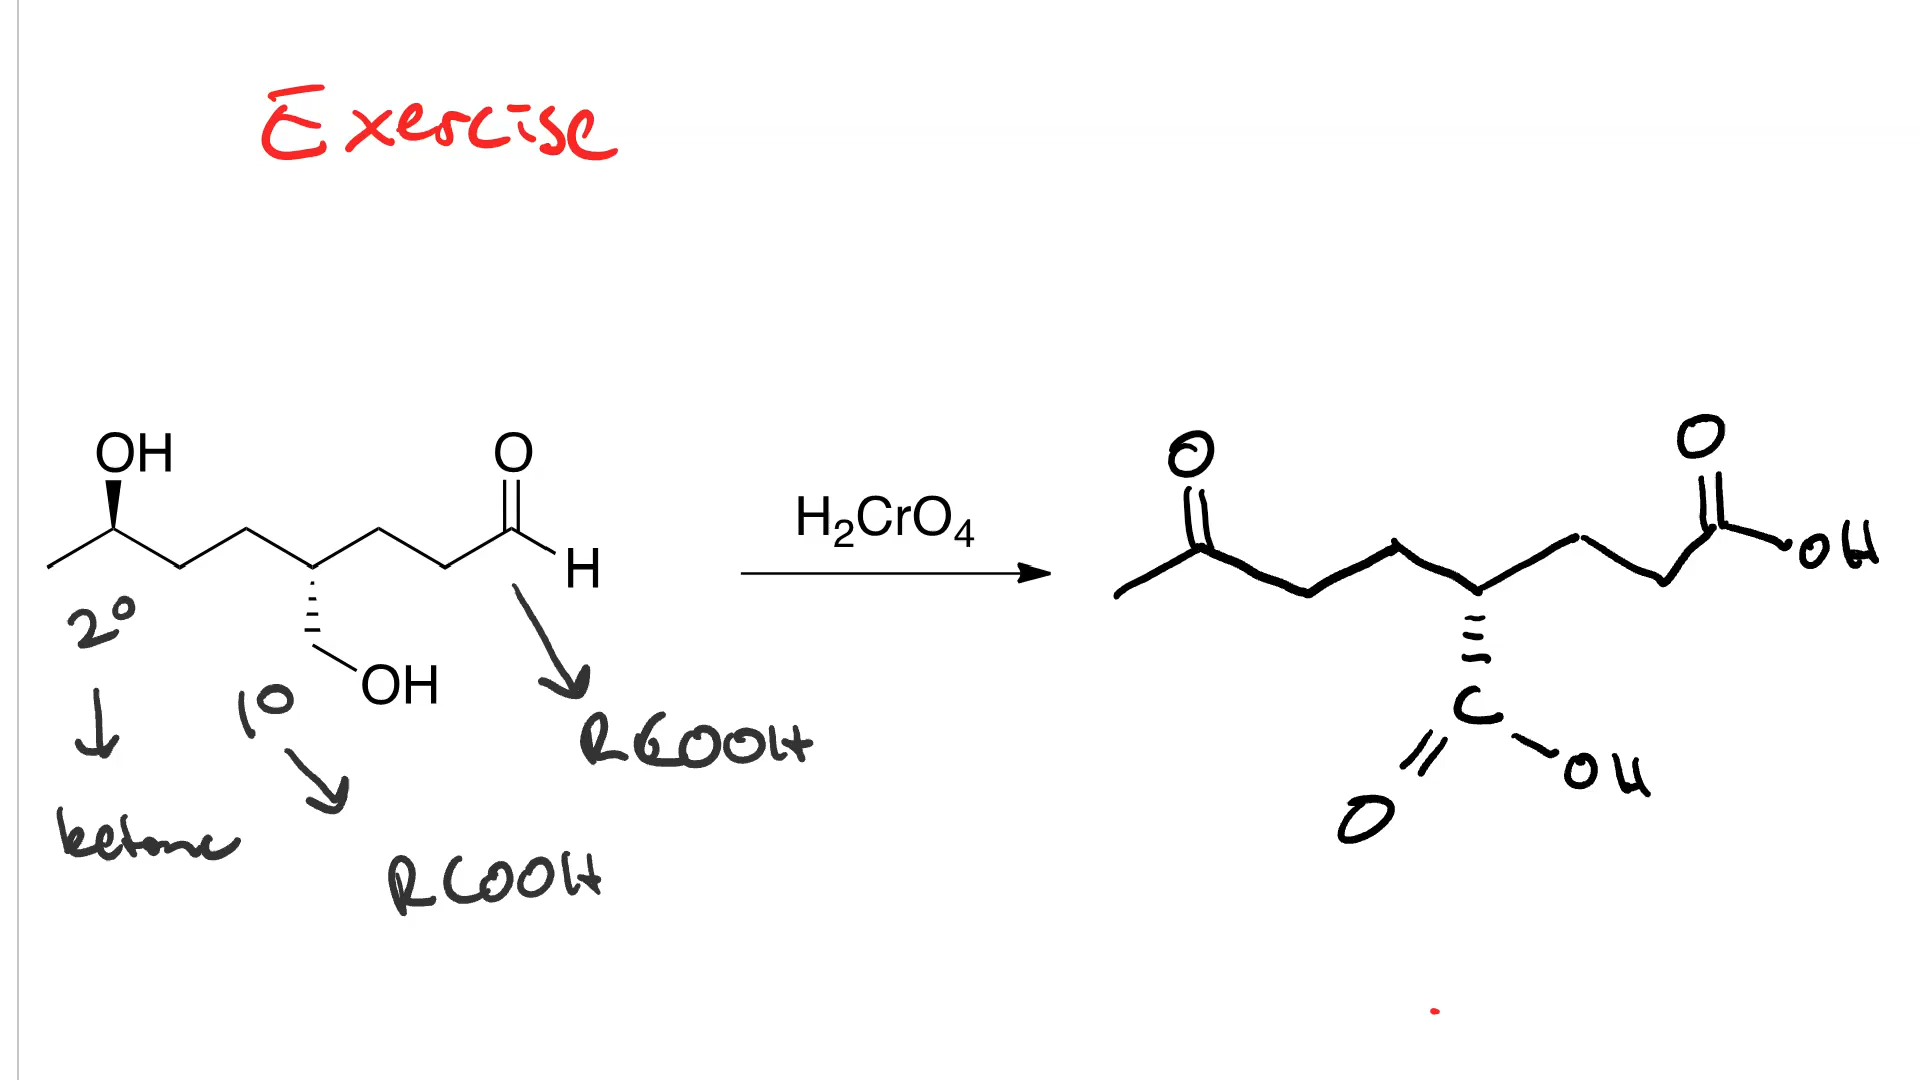 Exercise
OH
O
H
2°
OH
1°
ketone
RCOOH
RCOOH
H₂CrO₄
O
O
OH
C
O
OH